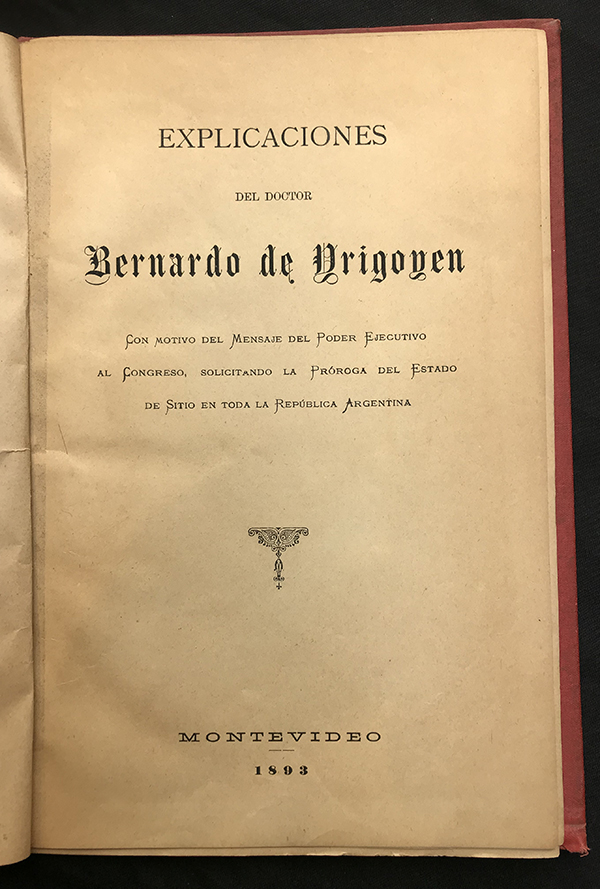 EXPLICACIONES
DEL DOCTOR
Bernardo de Yrigoyen
CON MOTIVO DEL MENSAJE DEL PODER EJECUTIVO
AL CONGRESO, SOLICITANDO LA PRÓROGA DEL ESTADO
DE SITIO EN TODA LA REPÚBLICA ARGENTINA
MONTEVIDEO
1893